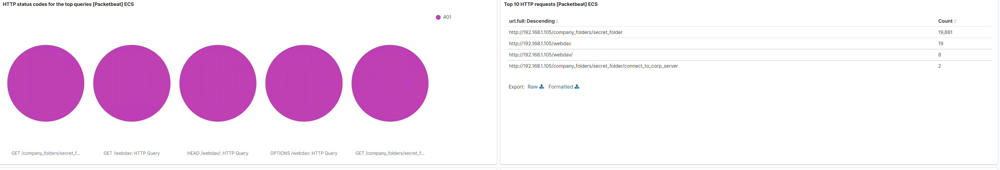 HTTP status codes for the top queries [Packetbeat] ECS
401
GET /company_folders/secret_f...
GET /webdav: HTTP Query
HEAD /webdav/: HTTP Query
OPTIONS /webdav: HTTP Query
GET /company_folders/secret_f...
Top 10 HTTP requests [Packetbeat] ECS
url.full: Descending Count
http://192.168.1.105/company_folders/secret_folder 19,881
http://192.168.1.105/webdav 19
http://192.168.1.105/webdav/ 8
http://192.168.1.105/company_folders/secret_folder/connect_to_corp_server 2
Export: Raw Formatted